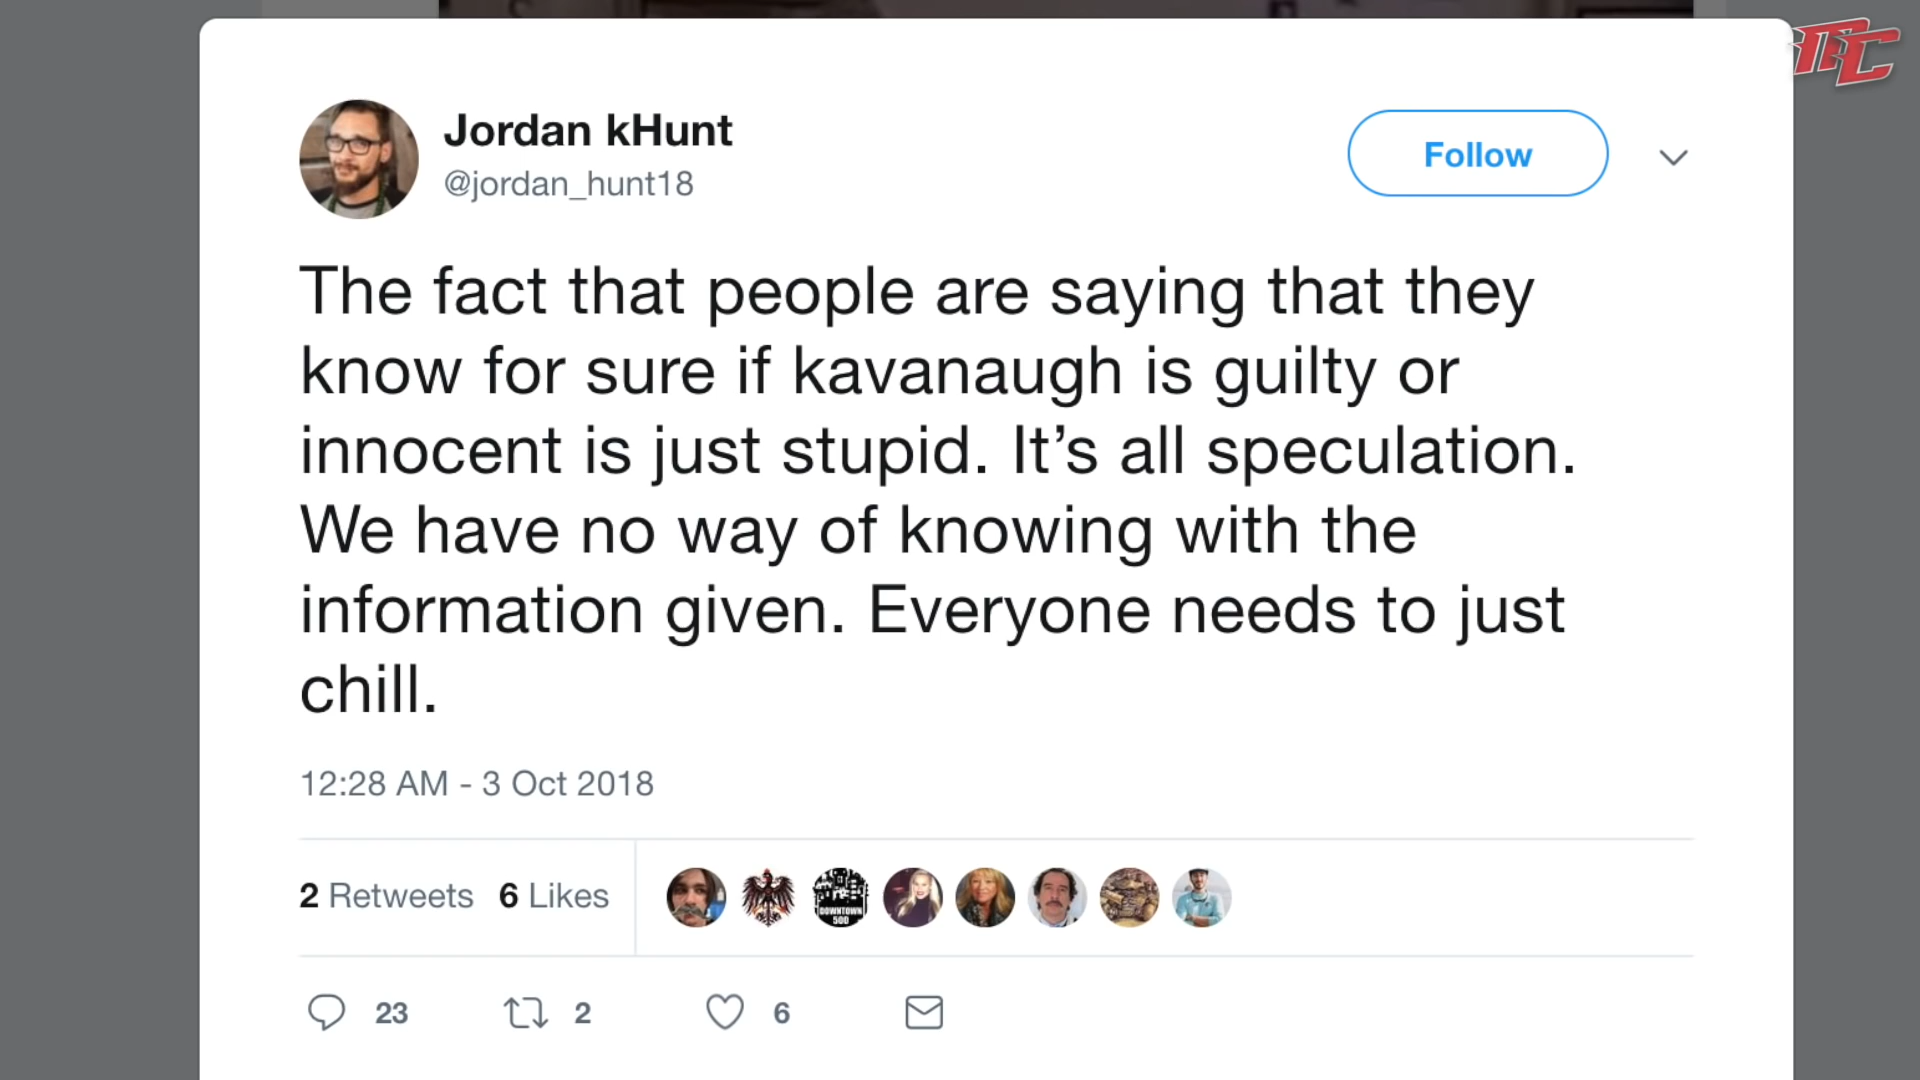 Jordan kHunt
@jordan_hunt18
Follow
The fact that people are saying that they
know for sure if kavanaugh is guilty or
innocent is just stupid. It’s all speculation.
We have no way of knowing with the
information given. Everyone needs to just
chill.
12:28 AM - 3 Oct 2018
2 Retweets 6 Likes
DOWNTOWN
500
23 2 6